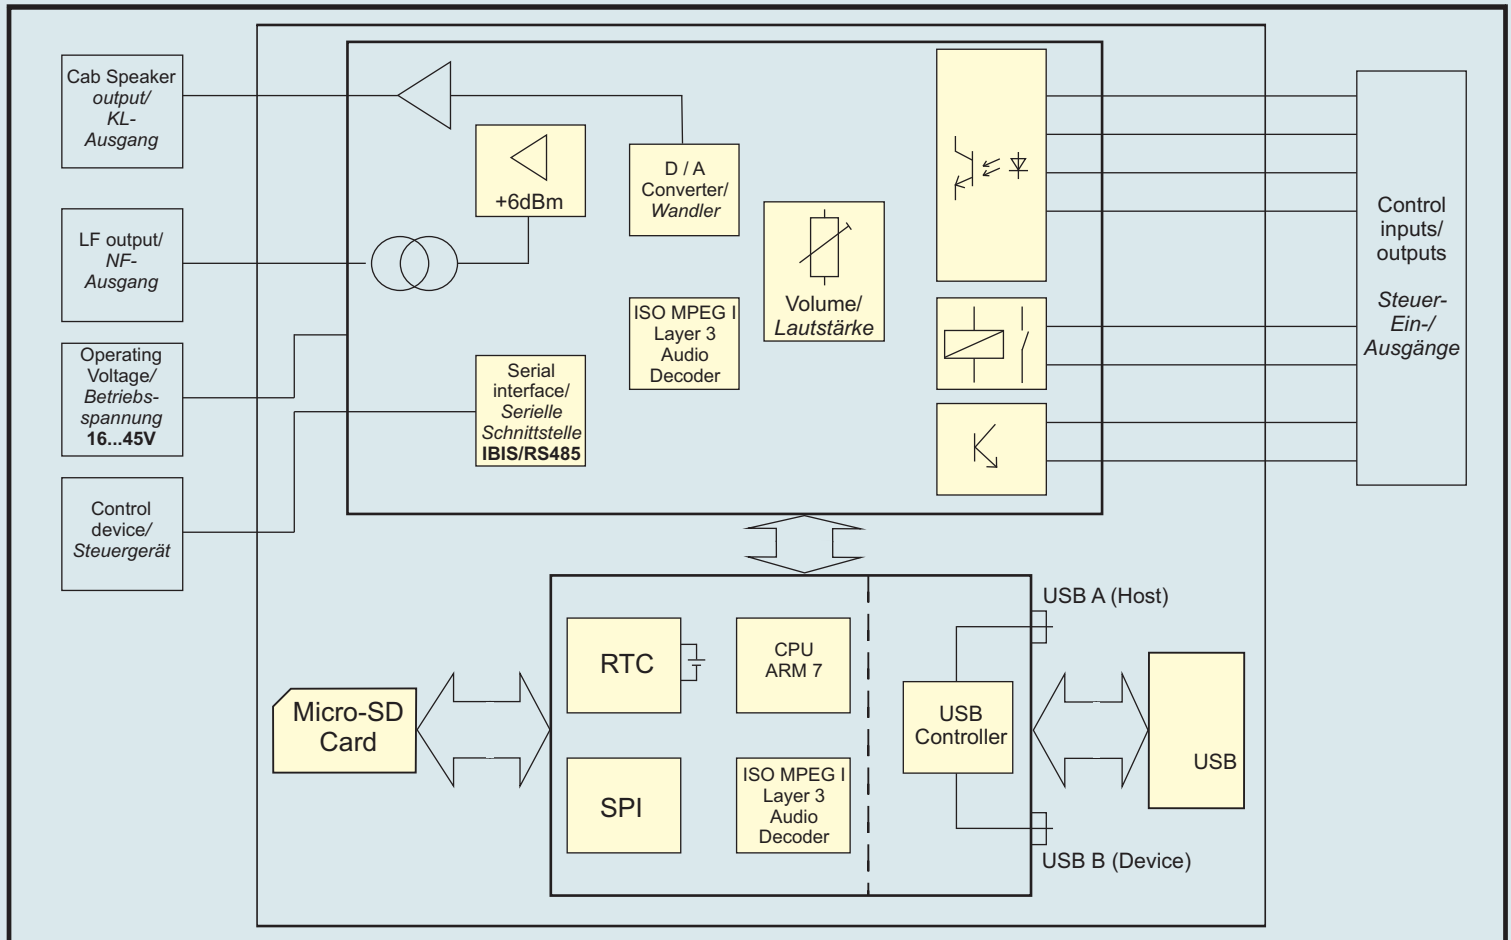 Cab Speaker
output/
KL-
Ausgang
LF output/
NF-
Ausgang
Operating
Voltage/
Betriebs-
spannung
16...45V
Control
device/
Steuergerät
+6dBm
D / A
Converter/
Wandler
Volume/
Lautstärke
ISO MPEG I
Layer 3
Audio
Decoder
Serial
interface/
Serielle
Schnittstelle
IBIS/RS485
Control
inputs/
outputs
Steuer-
Ein-/
Ausgänge
Micro-SD
Card
RTC
CPU
ARM 7
SPI
ISO MPEG I
Layer 3
Audio
Decoder
USB A (Host)
USB
Controller
USB B (Device)
USB